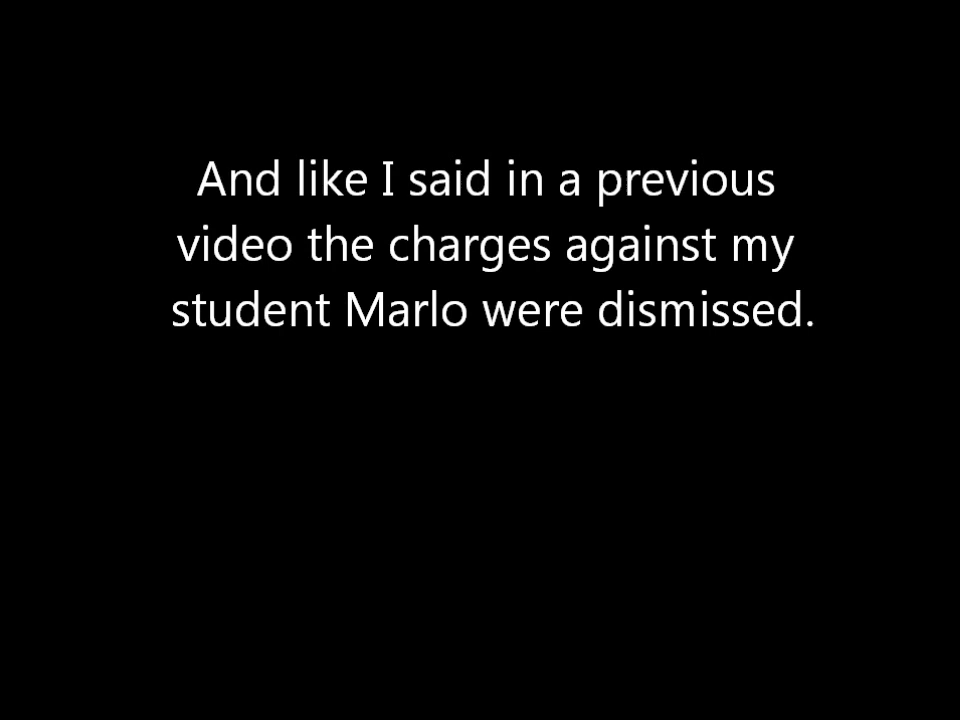 And like I said in a previous
video the charges against my
student Marlo were dismissed.